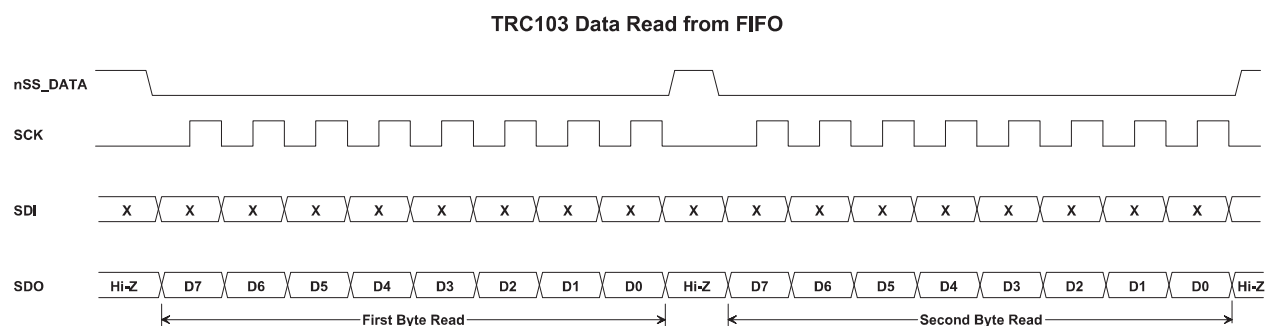 TRC103 Data Read from FIFO
nSS_DATA
SCK
SDI X X X X X X X X X X X X X X X X X X
SDO Hi-Z D7 D6 D5 D4 D3 D2 D1 D0 Hi-Z D7 D6 D5 D4 D3 D2 D1 D0 Hi-Z
First Byte Read Second Byte Read